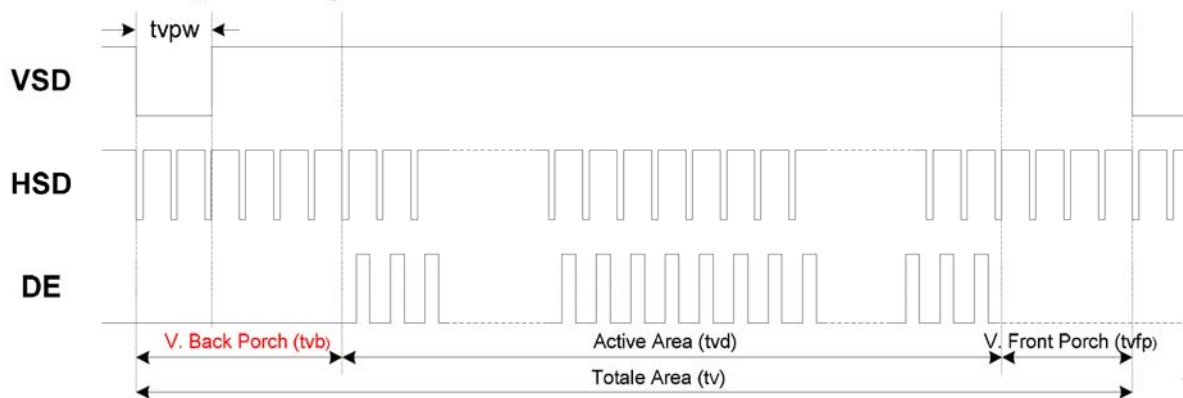 tvpw
VSD
HSD
DE
V. Back Porch (tvb)
Active Area (tvd)
V. Front Porch (tvfp)
Totale Area (tv)